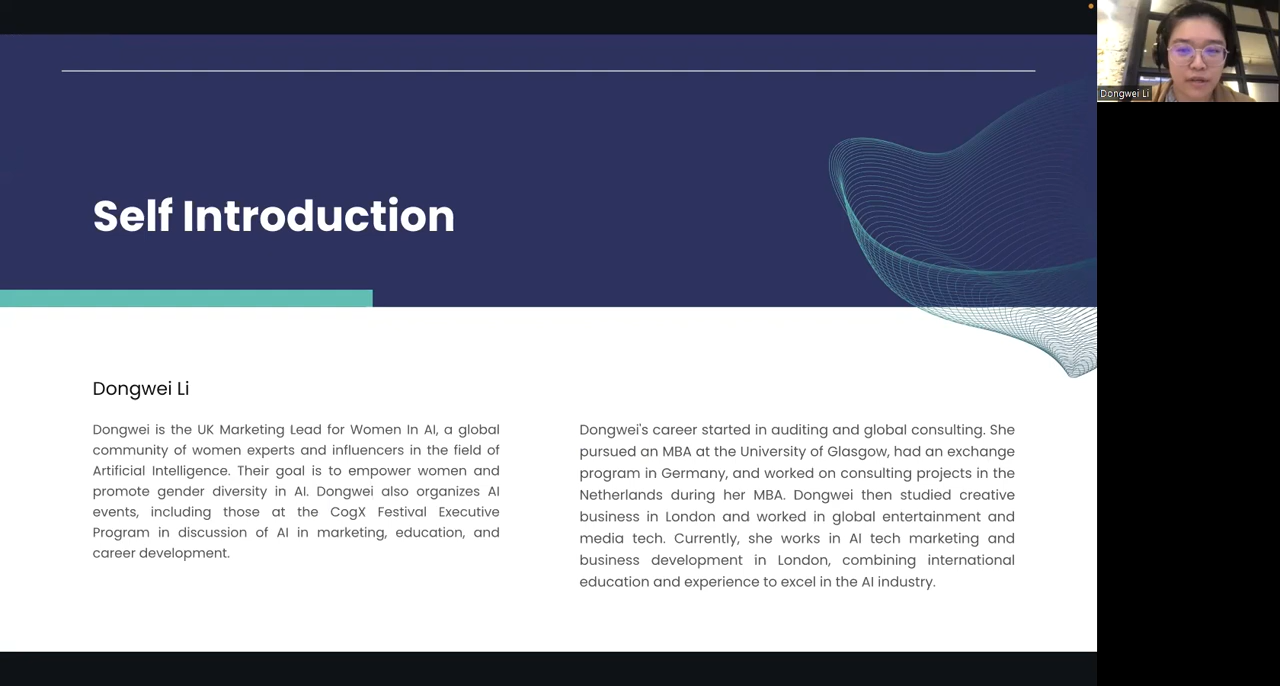 Dongwei Li
Self Introduction
Dongwei Li
Dongwei is the UK Marketing Lead for Women In AI, a global
community of women experts and influencers in the field of
Artificial Intelligence. Their goal is to empower women and
promote gender diversity in AI. Dongwei also organizes AI
events, including those at the CogX Festival Executive
Program in discussion of AI in marketing, education, and
career development.
Dongwei's career started in auditing and global consulting. She
pursued an MBA at the University of Glasgow, had an exchange
program in Germany, and worked on consulting projects in the
Netherlands during her MBA. Dongwei then studied creative
business in London and worked in global entertainment and
media tech. Currently, she works in AI tech marketing and
business development in London, combining international
education and experience to excel in the AI industry.